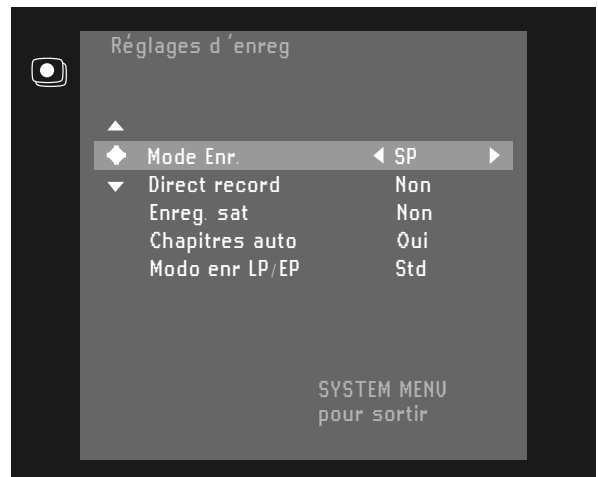 Réglages d'enreg
Mode Enr. SP
Direct record Non
Enreg. sat Non
Chapitres auto Oui
Modo enr LP/EP Std
SYSTEM MENU
pour sortir